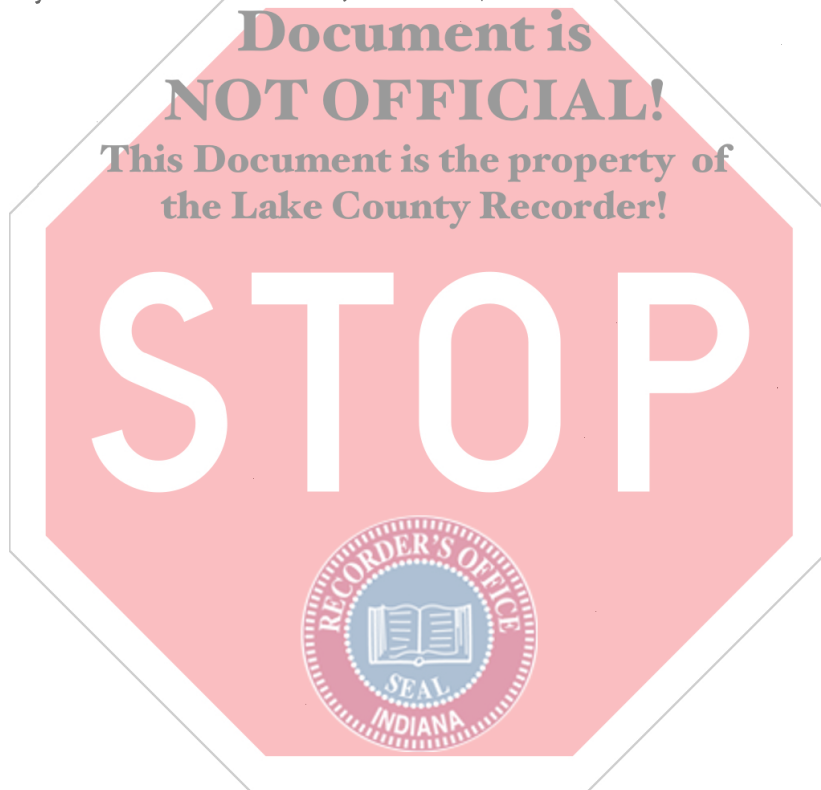 Document is
NOT OFFICIAL!
This Document is the property of
the Lake County Recorder!
STOP
RECORDER'S OFFICE
SEAL
INDIANA